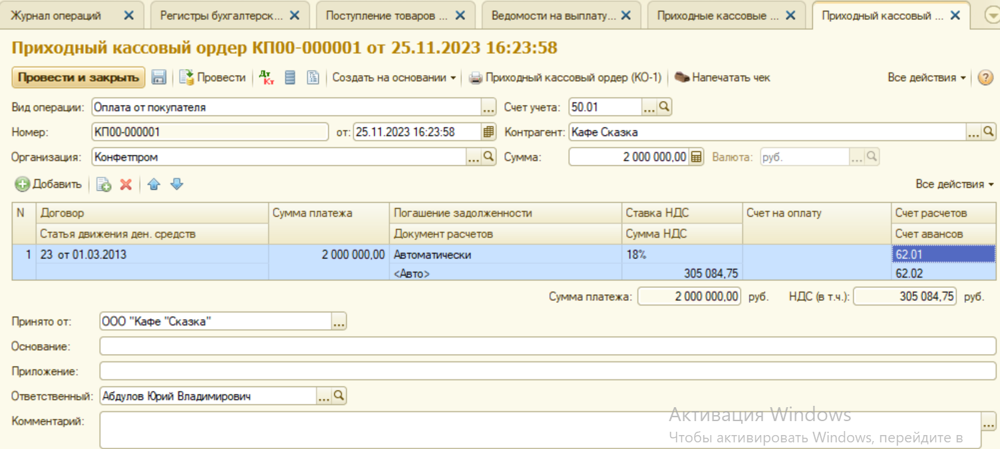 Журнал операций Регистры бухгалтерск... Поступление товаров ... Ведомости на выплату... Приходные кассовые ... Приходный кассовый ...
Приходный кассовый ордер КП00-000001 от 25.11.2023 16:23:58
Провести и закрыть Провести Дт Кт Создать на основании Приходный кассовый ордер (КО-1) Напечатать чек Все действия ?
Вид операции: Оплата от покупателя ... Счет учета: 50.01 ...
Номер: КП00-000001 от: 25.11.2023 16:23:58 Контрагент: Кафе Сказка ...
Организация: Конфетпром ... Сумма: 2 000 000,00 Валюта: руб. ...
Добавить Все действия
N Договор Сумма платежа Погашение задолженности Ставка НДС Счет на оплату Счет расчетов
Статья движения ден. средств Документ расчетов Сумма НДС Счет авансов
1 23 от 01.03.2013 2 000 000,00 Автоматически 18% 62.01
<Авто> 305 084,75 62.02
Сумма платежа: 2 000 000,00 руб. НДС (в т.ч.): 305 084,75 руб.
Принято от: ООО "Кафе "Сказка" ...
Основание:
Приложение:
Ответственный: Абдулов Юрий Владимирович ...
Комментарий: ...
Активация Windows
Чтобы активировать Windows, перейдите в